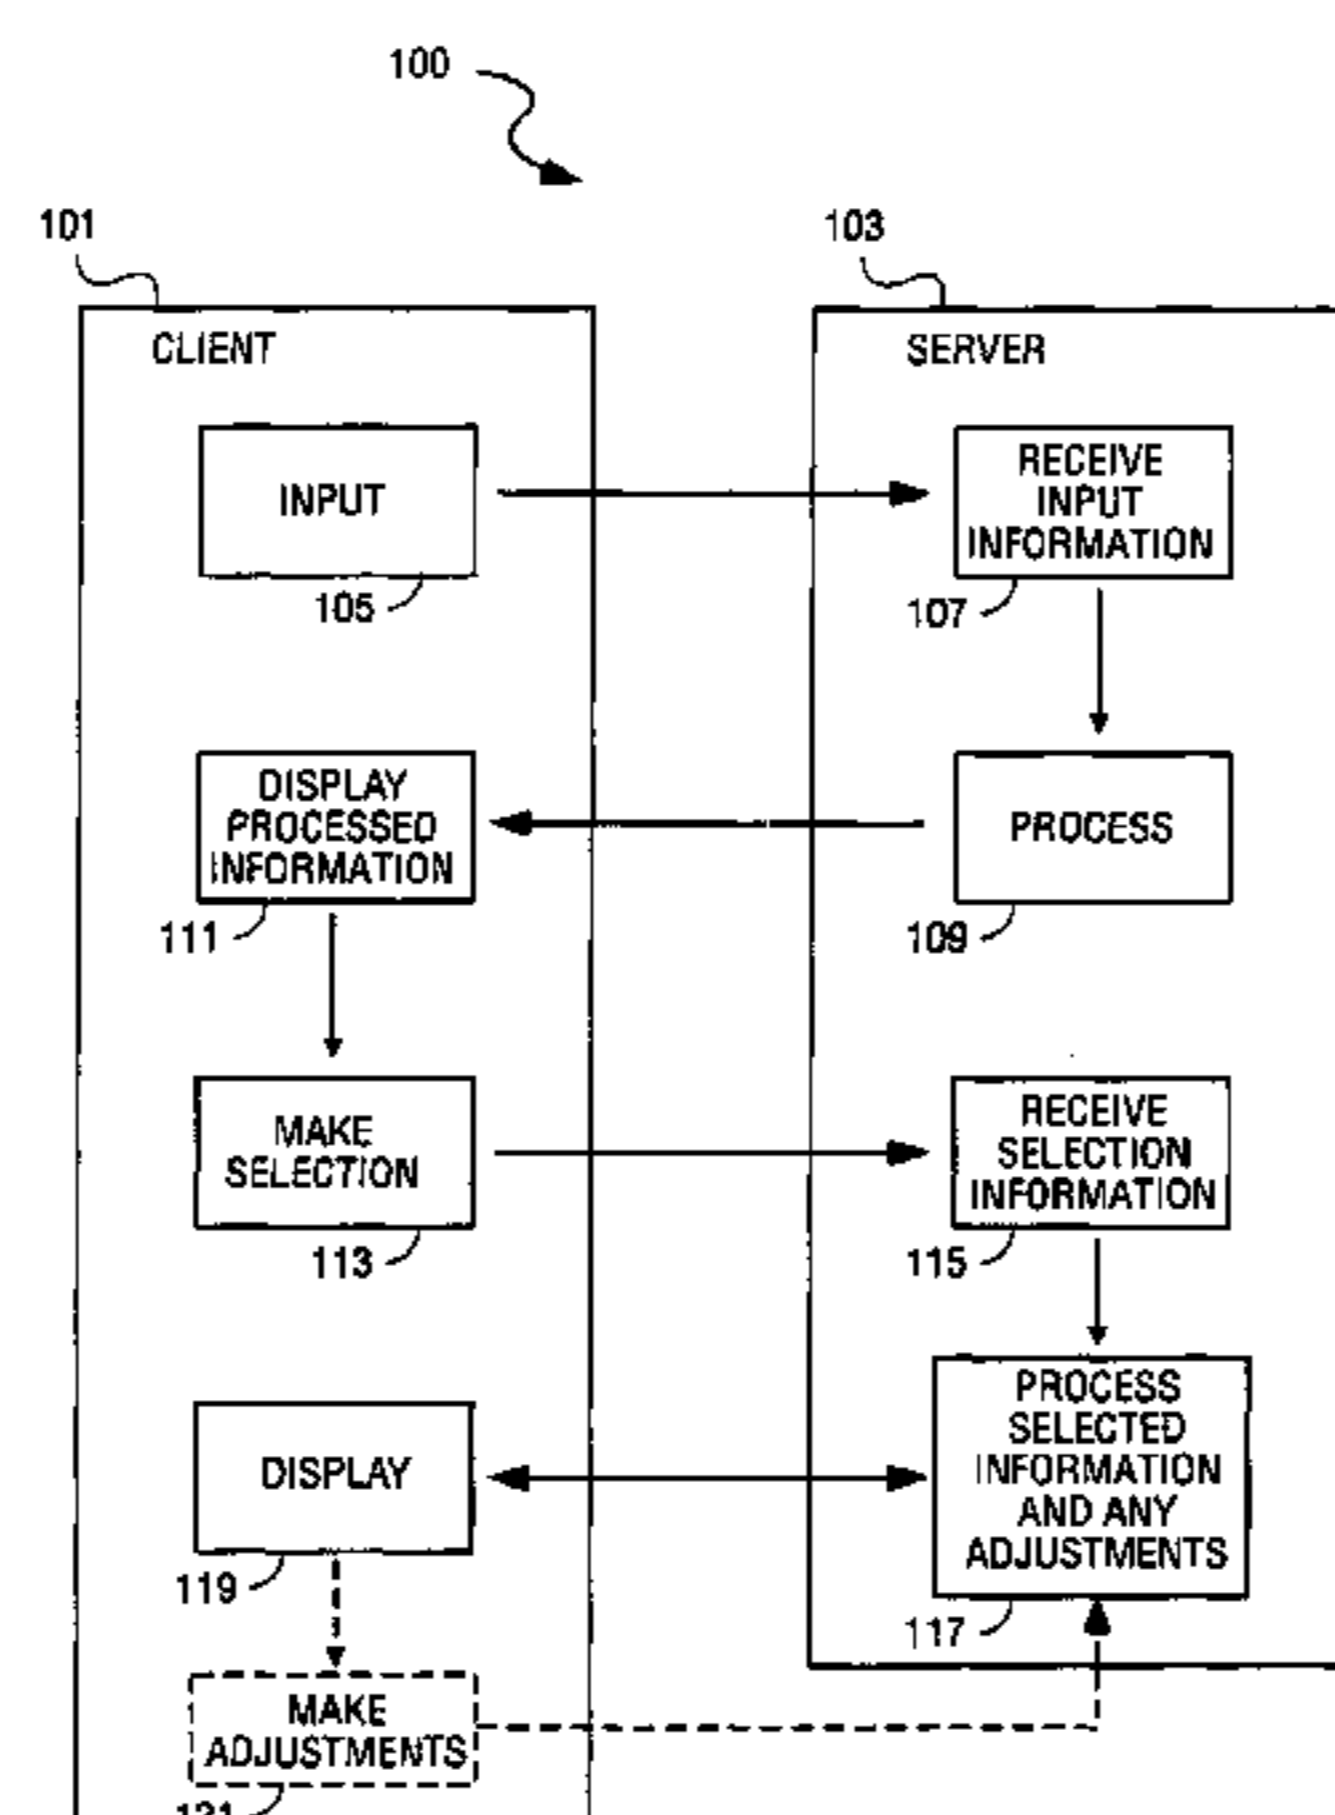 100
101
103
CLIENT
SERVER
INPUT
105
RECEIVE
INPUT
INFORMATION
107
DISPLAY
PROCESSED
INFORMATION
111
PROCESS
109
MAKE
SELECTION
113
RECEIVE
SELECTION
INFORMATION
115
DISPLAY
119
PROCESS
SELECTED
INFORMATION
AND ANY
ADJUSTMENTS
117
MAKE
ADJUSTMENTS